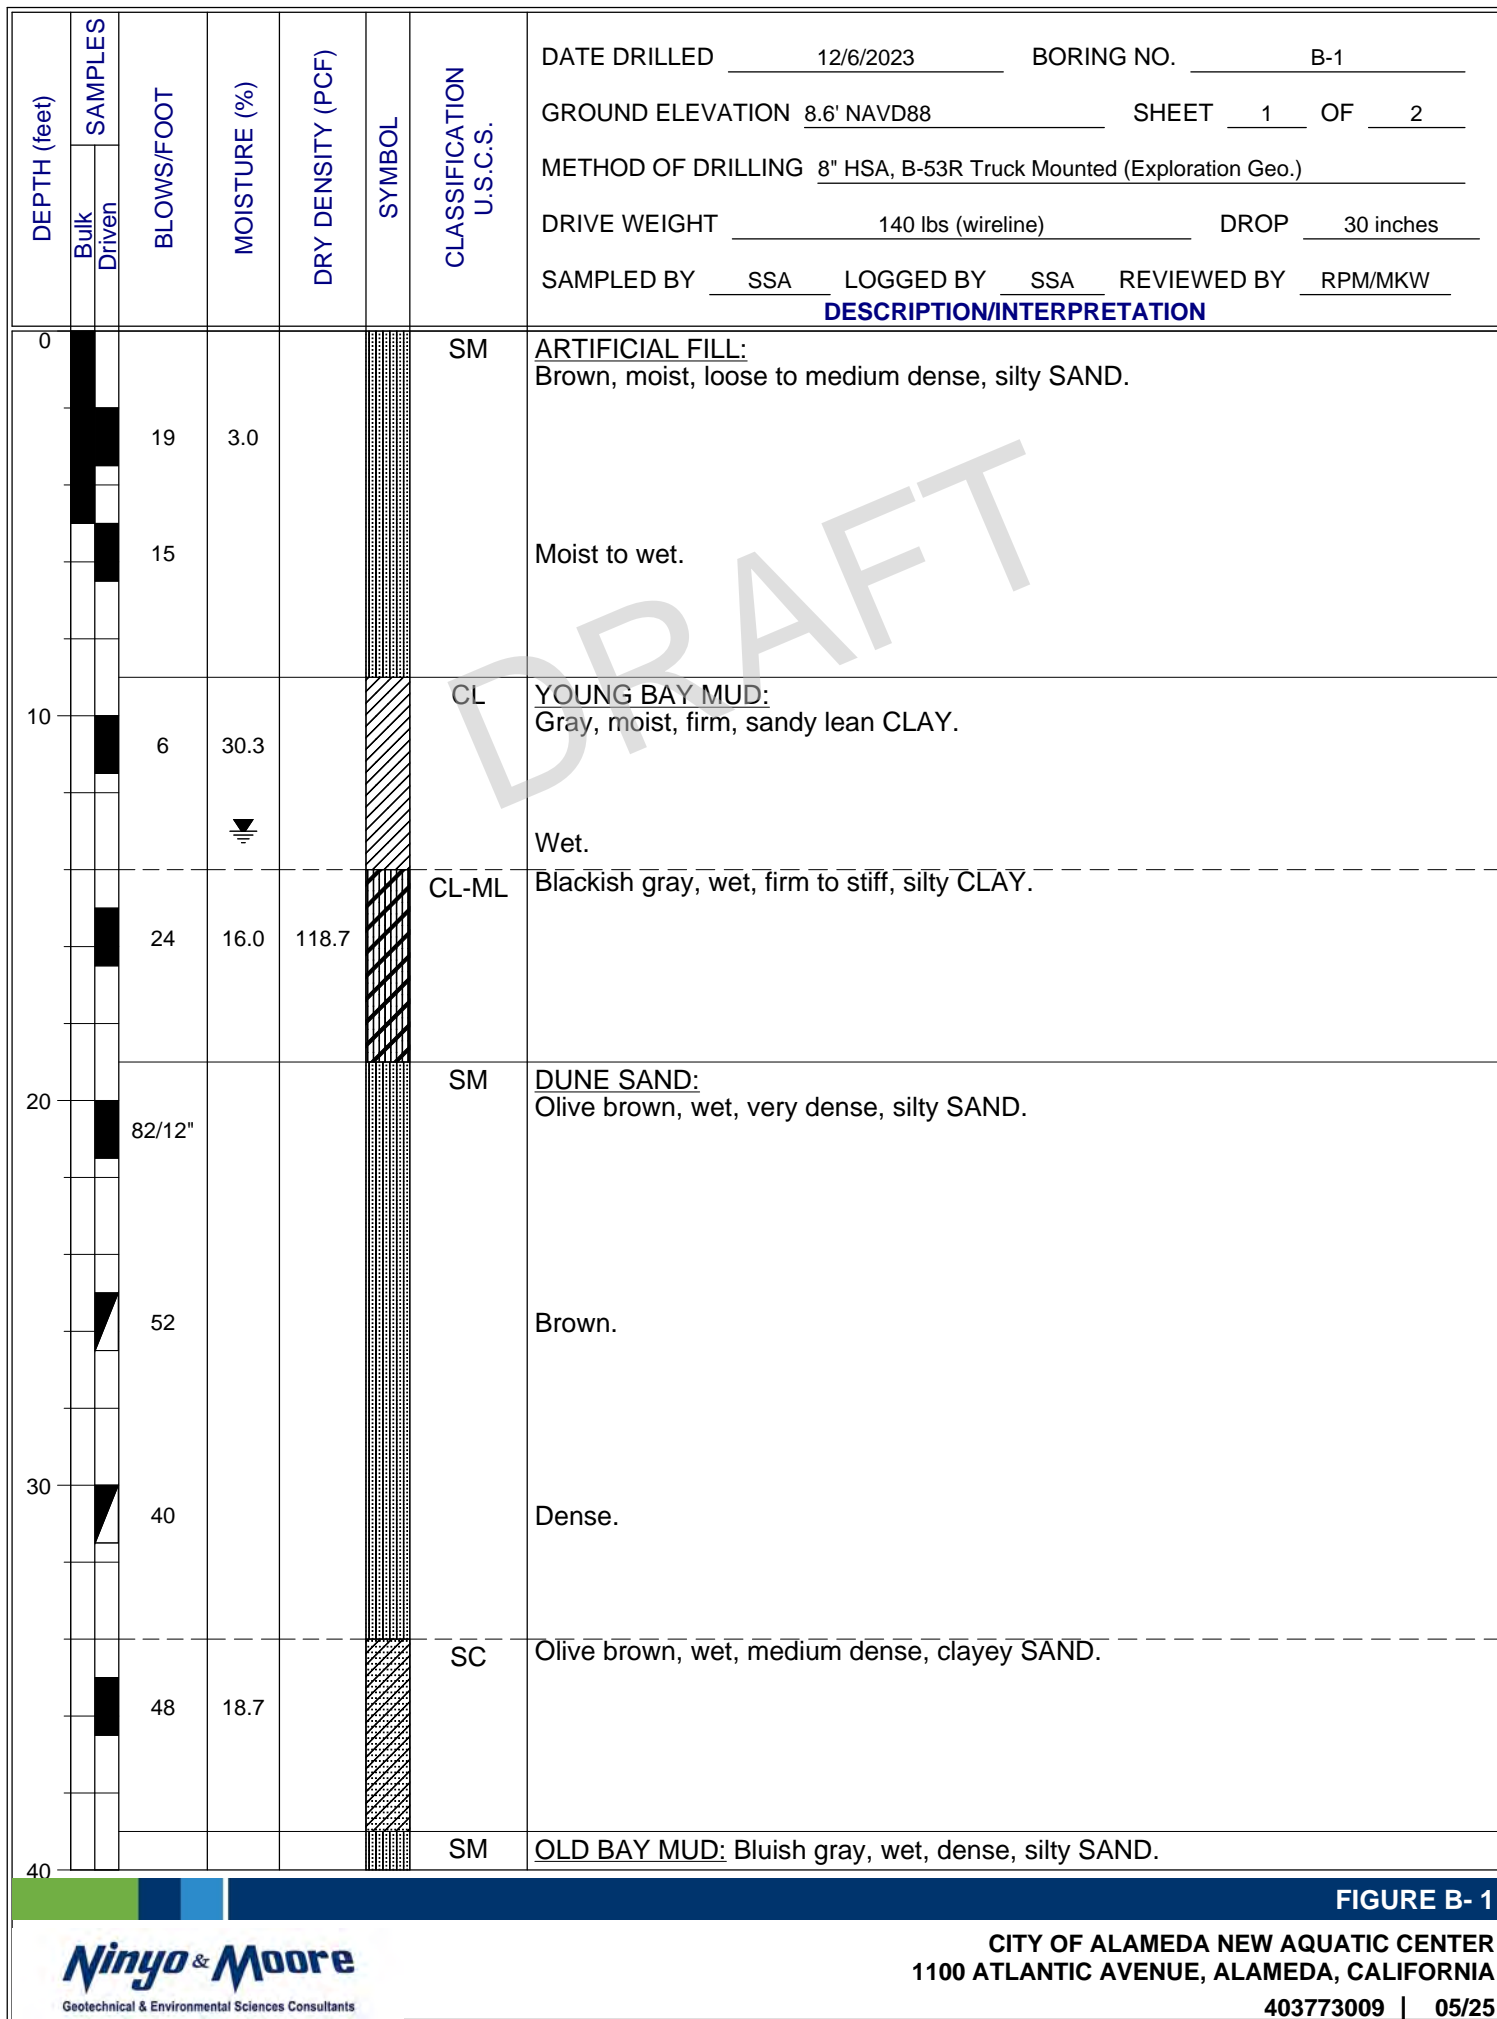 DEPTH (feet)
SAMPLES
Bulk
Driven
BLOWS/FOOT
MOISTURE (%)
DRY DENSITY (PCF)
SYMBOL
CLASSIFICATION
U.S.C.S.
DATE DRILLED 12/6/2023 BORING NO. B-1
GROUND ELEVATION 8.6' NAVD88 SHEET 1 OF 2
METHOD OF DRILLING 8" HSA, B-53R Truck Mounted (Exploration Geo.)
DRIVE WEIGHT 140 lbs (wireline) DROP 30 inches
SAMPLED BY SSA LOGGED BY SSA REVIEWED BY RPM/MKW
DESCRIPTION/INTERPRETATION
0 SM ARTIFICIAL FILL:
Brown, moist, loose to medium dense, silty SAND.
19 3.0
15 Moist to wet.
DRAFT
CL YOUNG BAY MUD:
10 Gray, moist, firm, sandy lean CLAY.
6 30.3
Wet.
CL-ML Blackish gray, wet, firm to stiff, silty CLAY.
24 16.0 118.7
SM DUNE SAND:
20 Olive brown, wet, very dense, silty SAND.
82/12"
52 Brown.
30
40 Dense.
SC Olive brown, wet, medium dense, clayey SAND.
48 18.7
SM OLD BAY MUD: Bluish gray, wet, dense, silty SAND.
40
FIGURE B- 1
Ninyo & Moore
Geotechnical & Environmental Sciences Consultants
CITY OF ALAMEDA NEW AQUATIC CENTER
1100 ATLANTIC AVENUE, ALAMEDA, CALIFORNIA
403773009 | 05/25